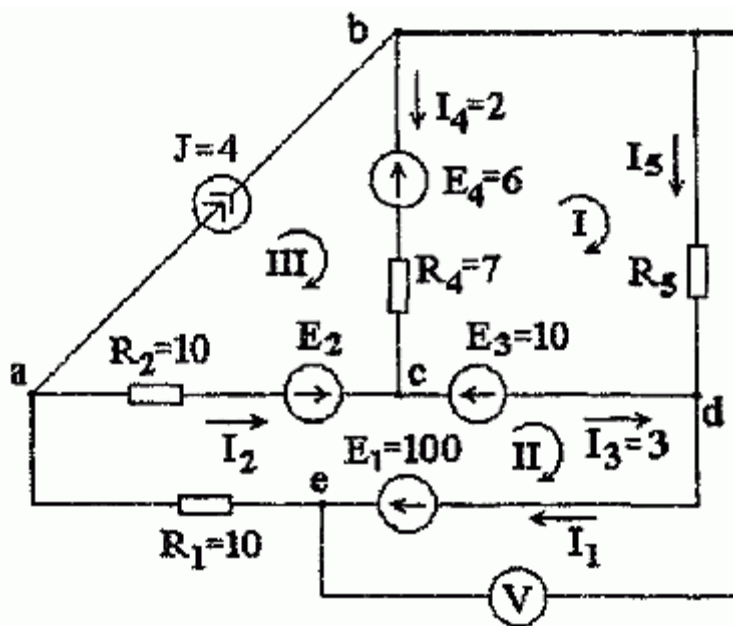 b
J=4
I4=2
E4=6
I5
I
III
R4=7
R5
a
R2=10
E2
c
E3=10
d
I2
E1=100
II
I3=3
e
R1=10
I1
V